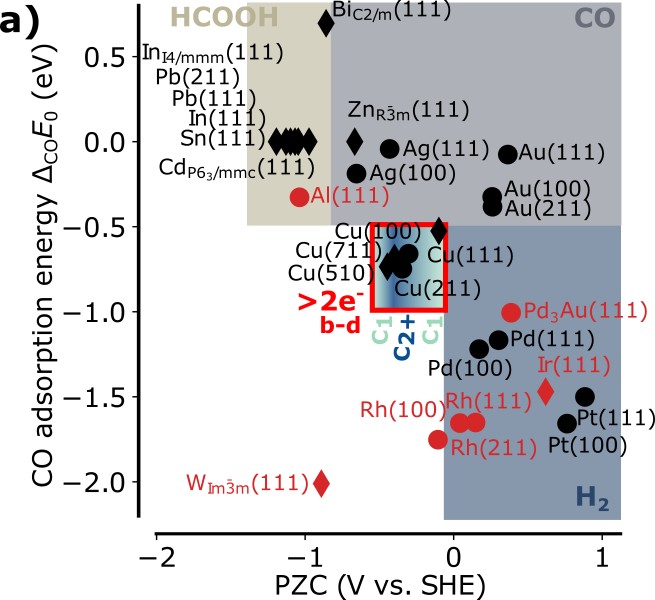 a)
HCOOH
Bi_C2/m(111)
CO
In_I4/mmm(111)
Pb(211)
Pb(111)
In(111)
Sn(111)
Cd_P6₃/mmc(111)
Zn_R3̄m(111)
Ag(111)
Au(111)
Ag(100)
Al(111)
Au(100)
Au(211)
Cu(100)
Cu(711)
Cu(111)
Cu(510)
Cu(211)
>2e⁻
b-d
C1
C2+
C1
Pd₃Au(111)
Pd(111)
Pd(100)
Ir(111)
Rh(100)
Rh(111)
Pt(111)
Rh(211)
Pt(100)
W_Im3̄m(111)
H₂
CO adsorption energy Δ_CO E₀ (eV)
0.5
0.0
−0.5
−1.0
−1.5
−2.0
−2
−1
0
1
PZC (V vs. SHE)